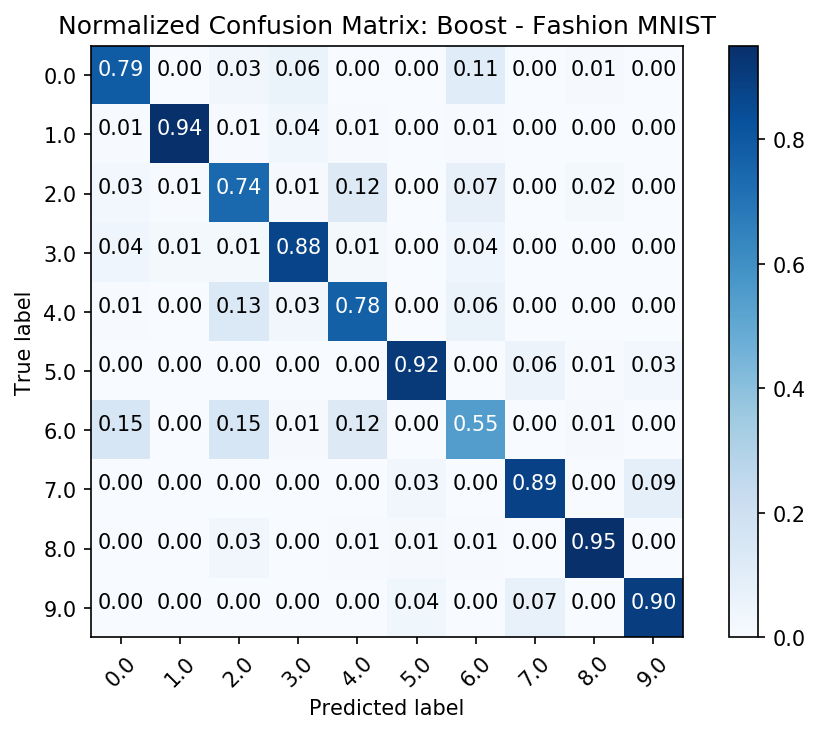 Normalized Confusion Matrix: Boost - Fashion MNIST
0.0 0.79 0.00 0.03 0.06 0.00 0.00 0.11 0.00 0.01 0.00
1.0 0.01 0.94 0.01 0.04 0.01 0.00 0.01 0.00 0.00 0.00
2.0 0.03 0.01 0.74 0.01 0.12 0.00 0.07 0.00 0.02 0.00
3.0 0.04 0.01 0.01 0.88 0.01 0.00 0.04 0.00 0.00 0.00
4.0 0.01 0.00 0.13 0.03 0.78 0.00 0.06 0.00 0.00 0.00
5.0 0.00 0.00 0.00 0.00 0.00 0.92 0.00 0.06 0.01 0.03
6.0 0.15 0.00 0.15 0.01 0.12 0.00 0.55 0.00 0.01 0.00
7.0 0.00 0.00 0.00 0.00 0.00 0.03 0.00 0.89 0.00 0.09
8.0 0.00 0.00 0.03 0.00 0.01 0.01 0.01 0.00 0.95 0.00
9.0 0.00 0.00 0.00 0.00 0.00 0.04 0.00 0.07 0.00 0.90
0.0 1.0 2.0 3.0 4.0 5.0 6.0 7.0 8.0 9.0
Predicted label
True label
0.8
0.6
0.4
0.2
0.0